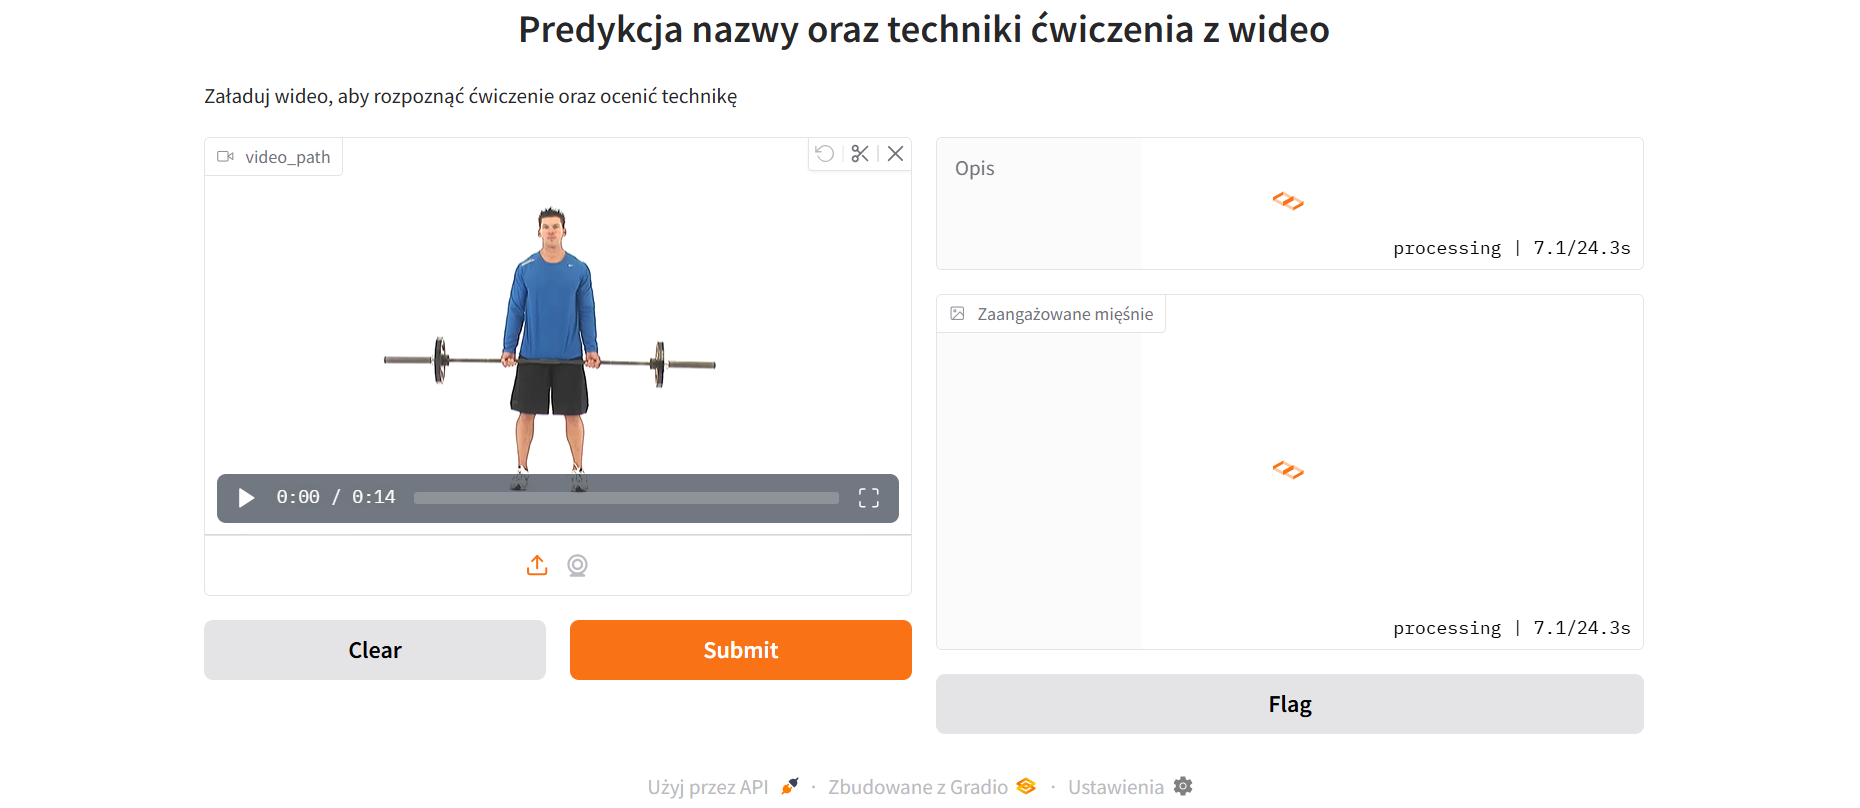 Predykcja nazwy oraz techniki ćwiczenia z wideo
Załaduj wideo, aby rozpoznąć ćwiczenie oraz ocenić technikę
video_path
0:00 / 0:14
Clear
Submit
Opis
processing | 7.1/24.3s
Zaangażowane mięśnie
processing | 7.1/24.3s
Flag
Użyj przez API · Zbudowane z Gradio · Ustawienia